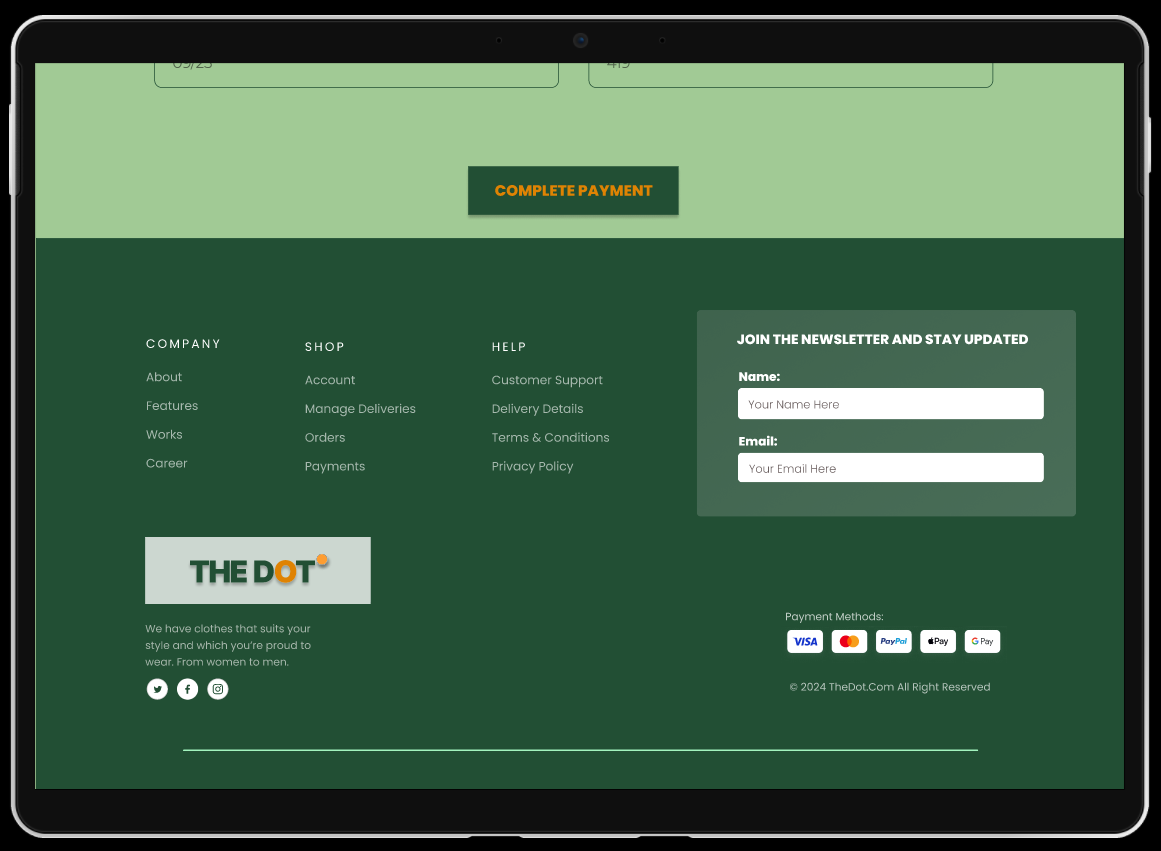 09/25
419
COMPLETE PAYMENT
COMPANY
About
Features
Works
Career
SHOP
Account
Manage Deliveries
Orders
Payments
HELP
Customer Support
Delivery Details
Terms & Conditions
Privacy Policy
JOIN THE NEWSLETTER AND STAY UPDATED
Name:
Your Name Here
Email:
Your Email Here
THE DOT
We have clothes that suits your
style and which you're proud to
wear. From women to men.
Payment Methods:
VISA
PayPal
Pay
G Pay
© 2024 TheDot.Com All Right Reserved